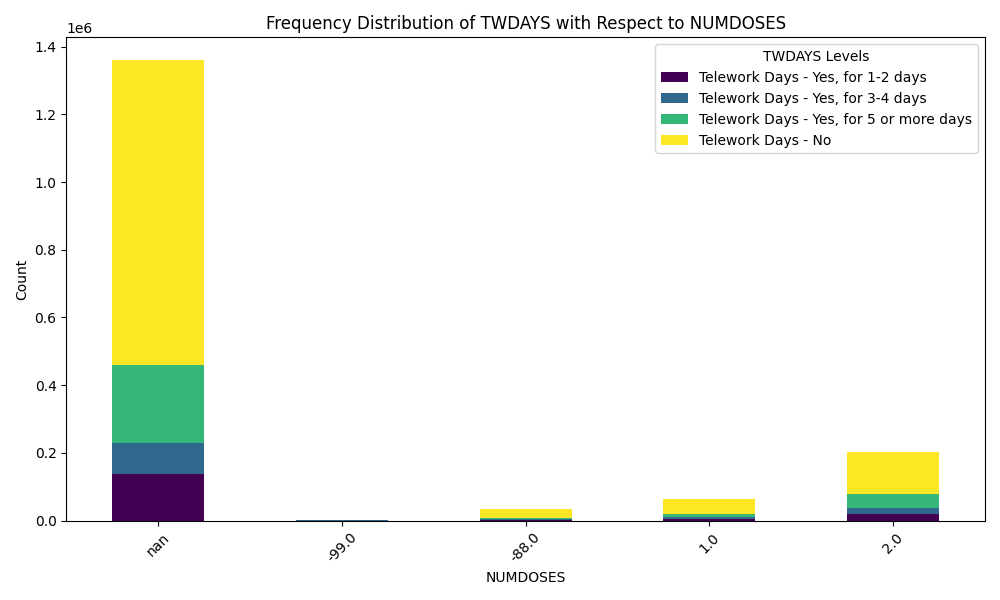 Frequency Distribution of TWDAYS with Respect to NUMDOSES
1e6
TWDAYS Levels
Telework Days - Yes, for 1-2 days
Telework Days - Yes, for 3-4 days
Telework Days - Yes, for 5 or more days
Telework Days - No
Count
1.4
1.2
1.0
0.8
0.6
0.4
0.2
0.0
nan
-99.0
-88.0
1.0
2.0
NUMDOSES